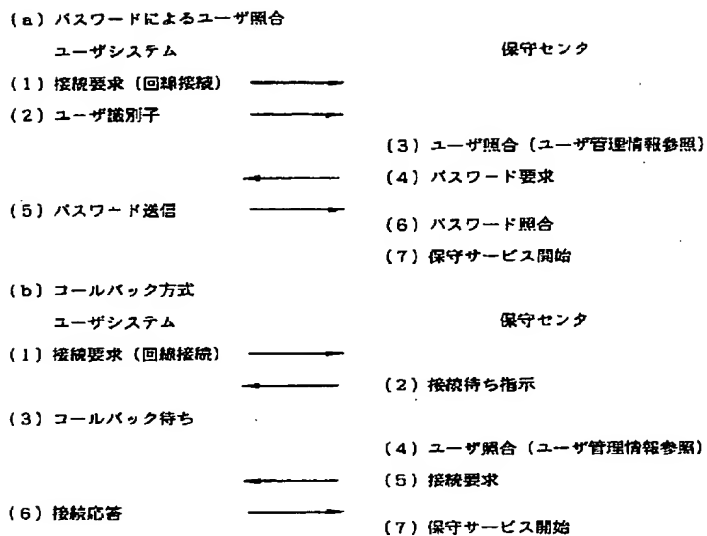 (a) パスワードによるユーザ照合
ユーザシステム 保守センタ
(1) 接続要求 (回線接続)
(2) ユーザ識別子
(3) ユーザ照合 (ユーザ管理情報参照)
(4) パスワード要求
(5) パスワード送信
(6) パスワード照合
(7) 保守サービス開始
(b) コールバック方式
ユーザシステム 保守センタ
(1) 接続要求 (回線接続)
(2) 接続待ち指示
(3) コールバック待ち
(4) ユーザ照合 (ユーザ管理情報参照)
(5) 接続要求
(6) 接続応答
(7) 保守サービス開始